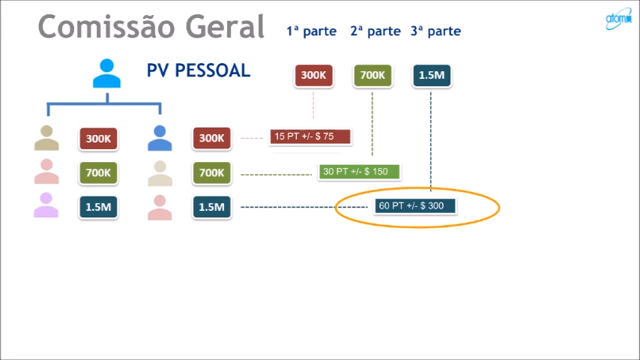 Comissão Geral
1ª parte 2ª parte 3ª parte
atomı
PV PESSOAL
300K 700K 1.5M
300K 300K 15 PT +/- $ 75
700K 700K 30 PT +/- $ 150
1.5M 1.5M 60 PT +/- $ 300